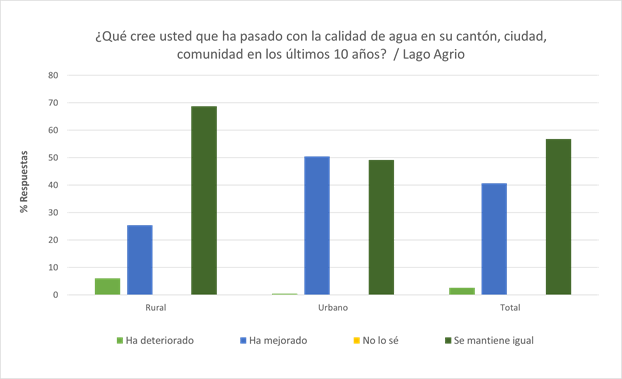 ¿Qué cree usted que ha pasado con la calidad de agua en su cantón, ciudad,
comunidad en los últimos 10 años?  / Lago Agrio
80
70
60
50
40
30
20
10
0
% Respuestas
Rural
Urbano
Total
Ha deteriorado
Ha mejorado
No lo sé
Se mantiene igual